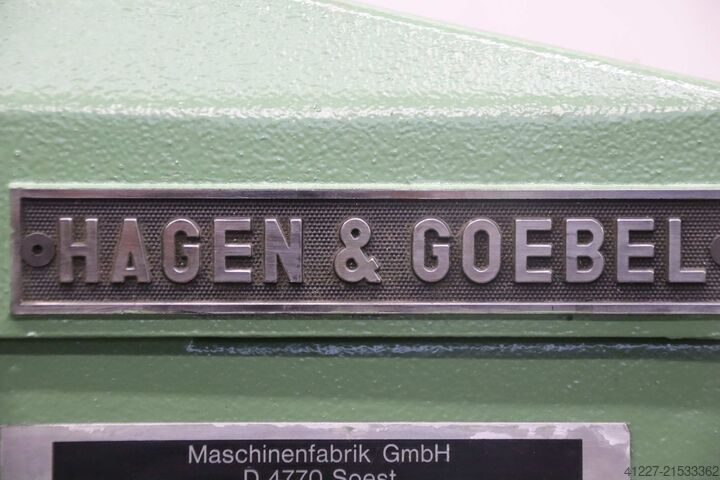 HAGEN & GOEBEL
Maschinenfabrik GmbH
D 4770 Soest
41227-21533362